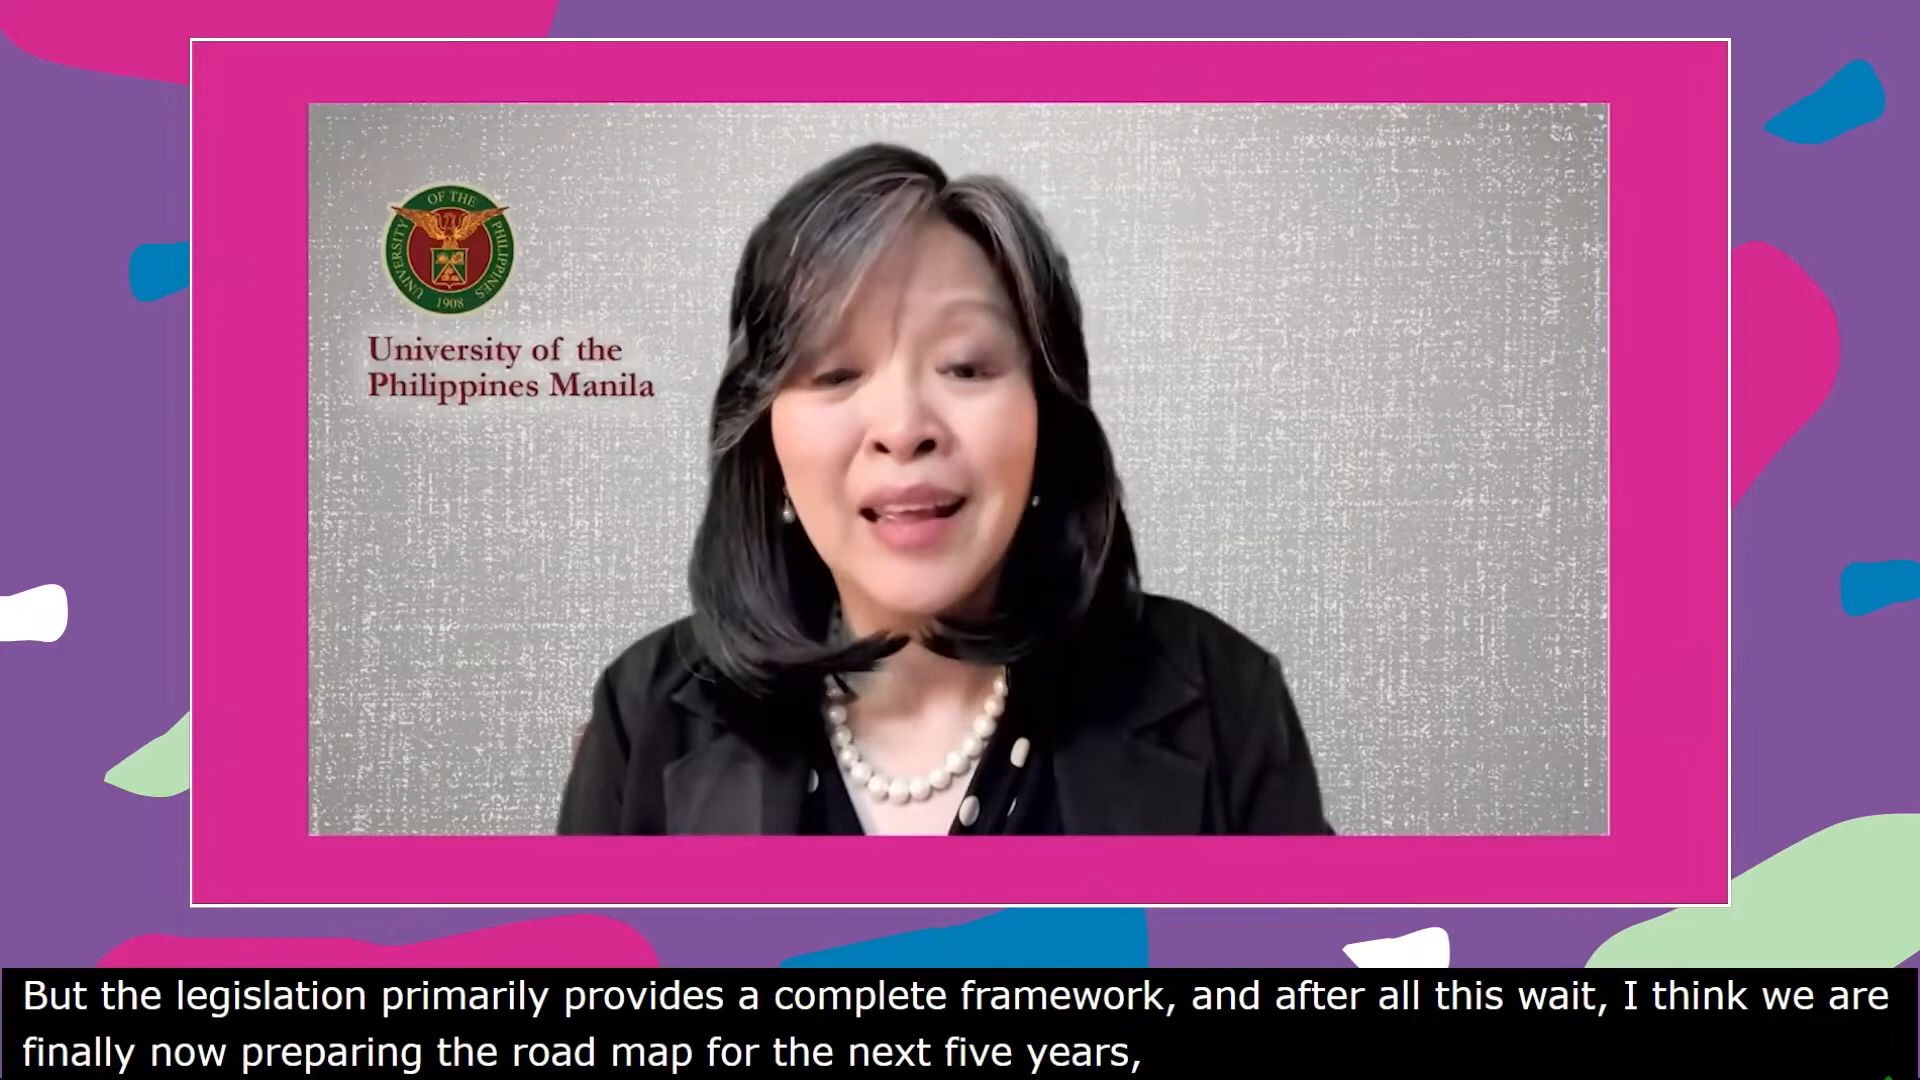 UNIVERSITY OF THE PHILIPPINES
1908
University of the
Philippines Manila
But the legislation primarily provides a complete framework, and after all this wait, I think we are
finally now preparing the road map for the next five years,